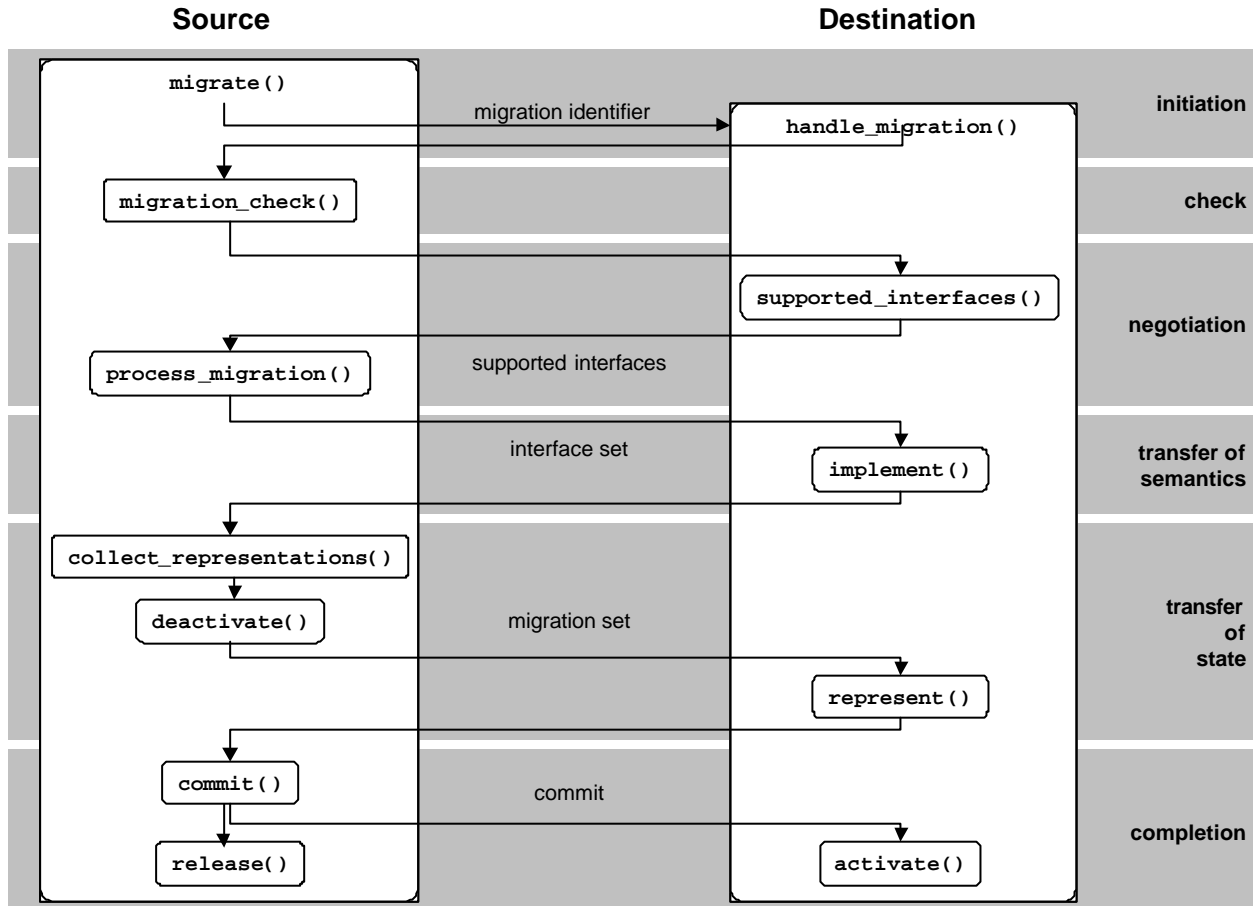 Source
Destination
migrate()
migration identifier
handle_migration()
initiation
migration_check()
check
supported_interfaces()
negotiation
process_migration()
supported interfaces
interface set
implement()
transfer of
semantics
collect_representations()
deactivate()
migration set
transfer
of
state
represent()
commit()
commit
completion
release()
activate()